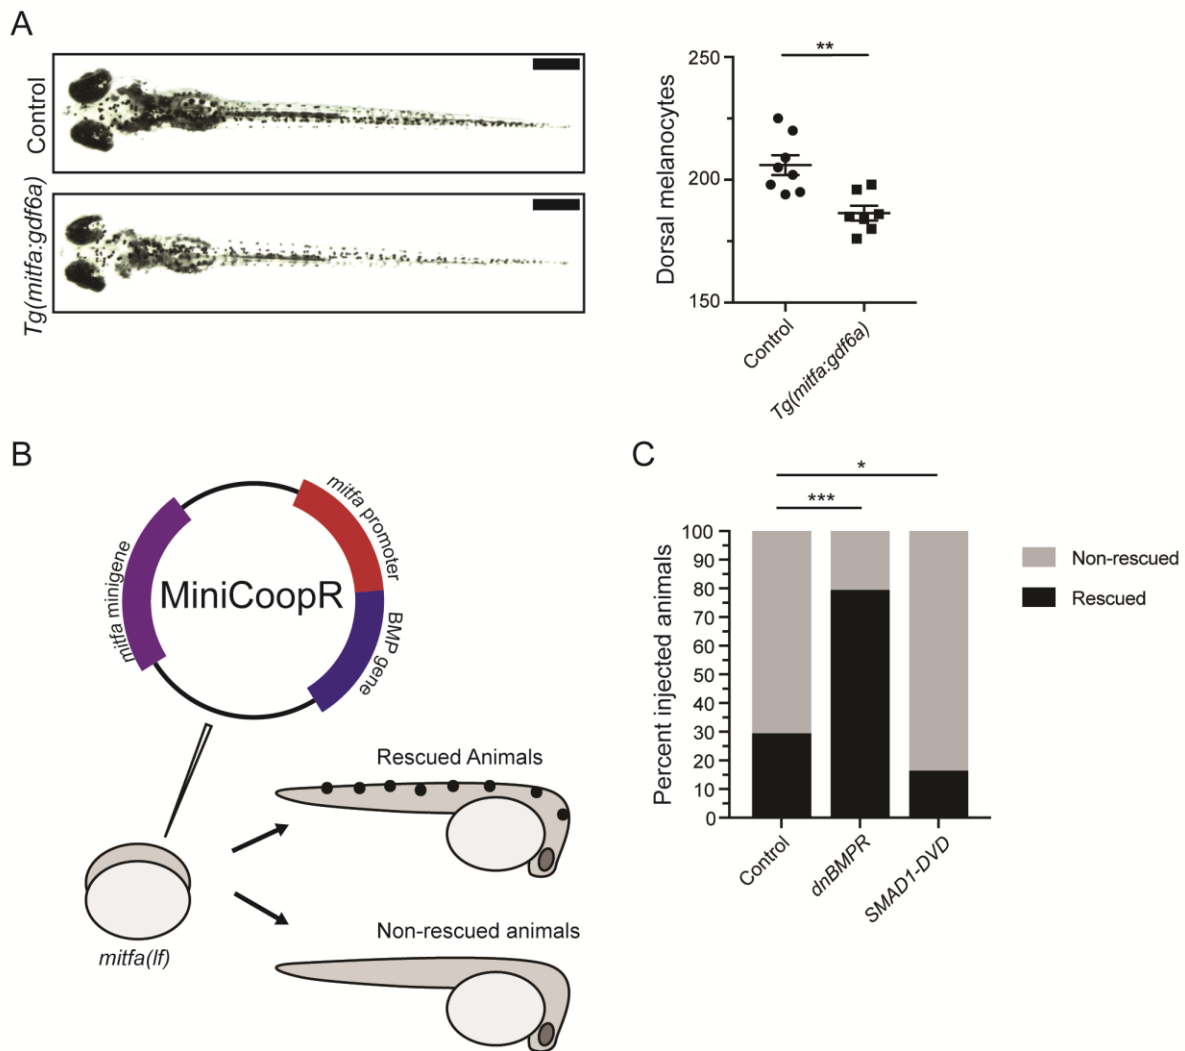 A
Control
Tg(mitfa:gdf6a)
Dorsal melanocytes
250
200
150
**
Control
Tg(mitfa:gdf6a)
B
MiniCoopR
mitfa minigene
mitfa promoter
BMP gene
mitfa(lf)
Rescued Animals
Non-rescued animals
C
*
***
Percent injected animals
100
90
80
70
60
50
40
30
20
10
0
Control
dnBMPR
SMAD1-DVD
Non-rescued
Rescued